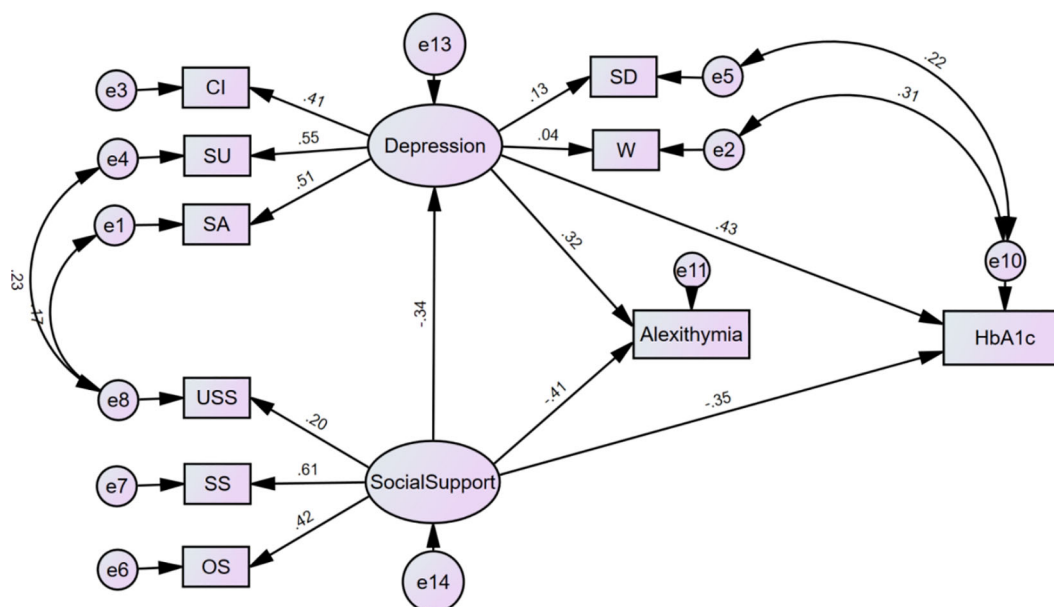 e13
e3
CI
.41
SD
e5
.22
.13
e4
SU
.55
Depression
.04
W
e2
.31
e1
SA
.51
.43
.32
e10
.23
.17
-.34
e11
Alexithymia
HbA1c
e8
USS
.20
-.41
-.35
e7
SS
.61
SocialSupport
.42
e6
OS
e14